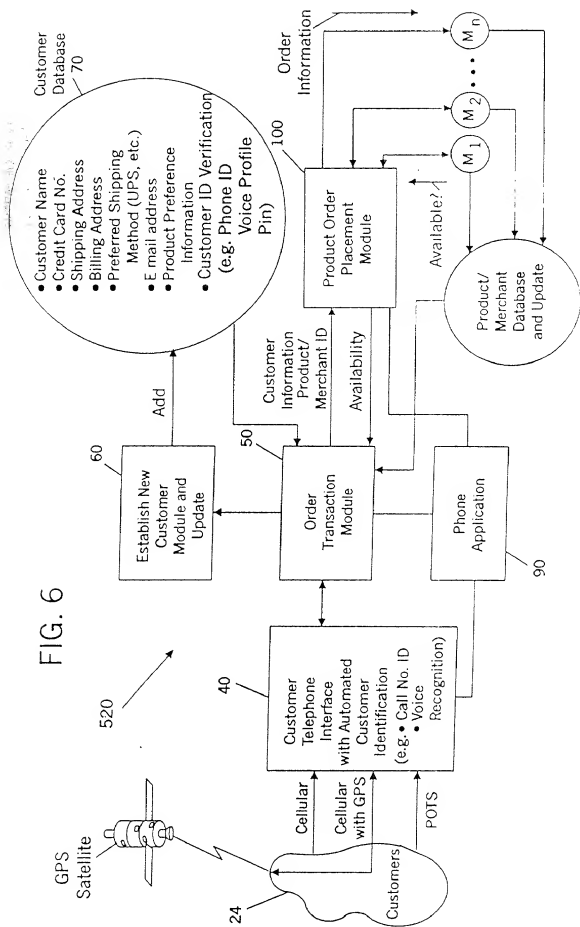 FIG. 6
520
GPS
Satellite
24
Customers
Cellular
Cellular
with GPS
POTS
40
Customer
Telephone
Interface
with Automated
Customer
Identification
(e.g. • Call No. ID
• Voice
Recognition)
60
Establish New
Customer
Module and
Update
Add
50
Order
Transaction
Module
Phone
Application
90
Customer
Database
70
• Customer Name
• Credit Card No.
• Shipping Address
• Billing Address
• Preferred Shipping
Method (UPS, etc.)
• Email address
• Product Preference
Information
• Customer ID Verification
(e.g. Phone ID
Voice Profile
Pin)
Customer
Information
Product/
Merchant ID
Availability
100
Product Order
Placement
Module
Available?
Order
Information
M1
M2
• • • •
Mn
Product/
Merchant
Database
and Update